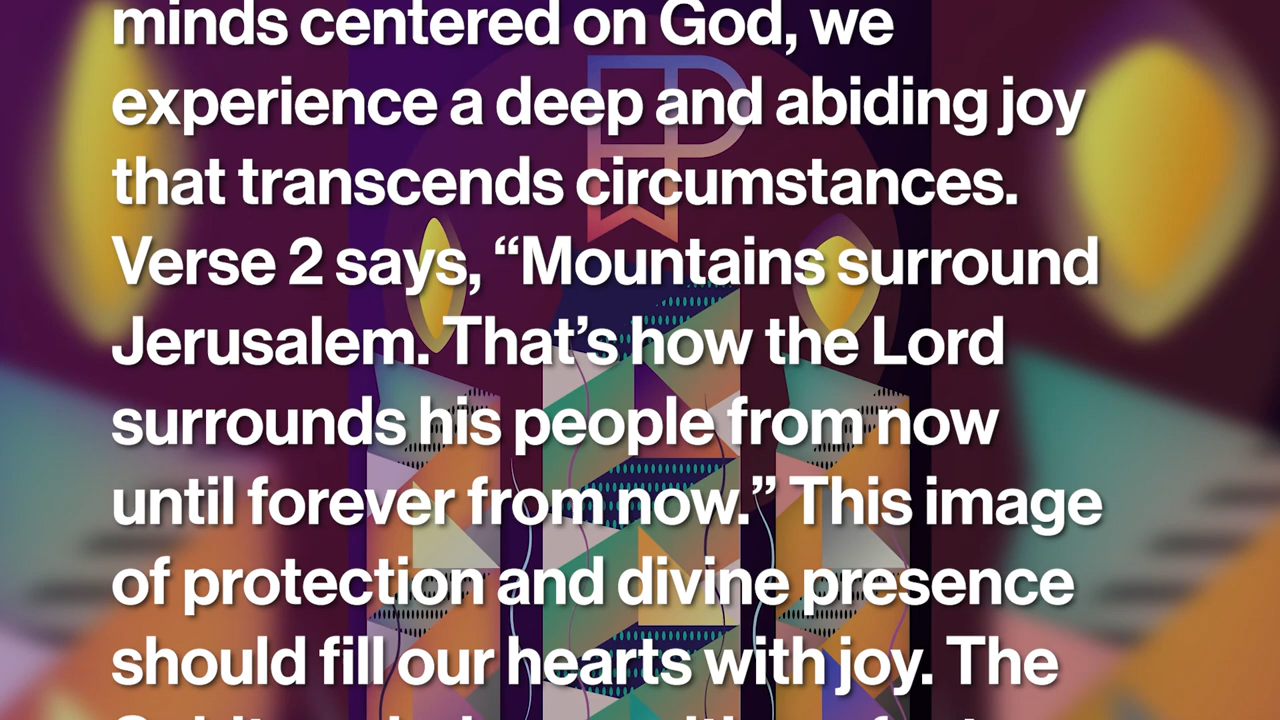 minds centered on God, we
experience a deep and abiding joy
that transcends circumstances.
Verse 2 says, “Mountains surround
Jerusalem. That’s how the Lord
surrounds his people from now
until forever from now.” This image
of protection and divine presence
should fill our hearts with joy. The